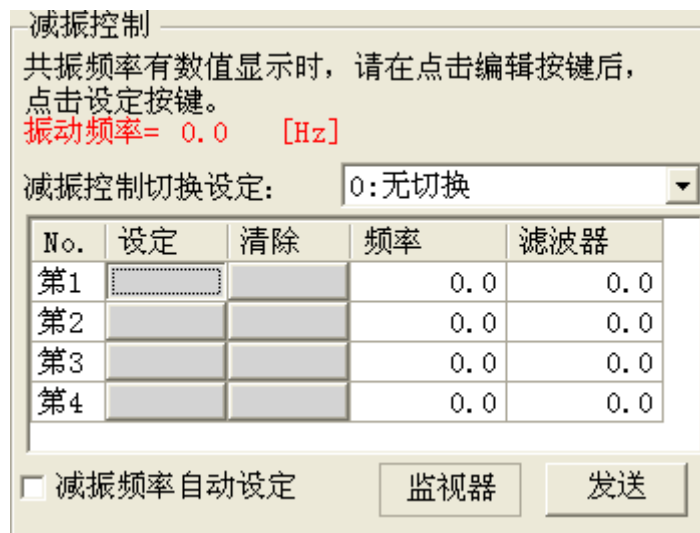 减振控制
共振频率有数值显示时，请在点击编辑按键后，
点击设定按键。
振动频率= 0.0 [Hz]
减振控制切换设定: 0:无切换
No. 设定 清除 频率 滤波器
第1 0.0 0.0
第2 0.0 0.0
第3 0.0 0.0
第4 0.0 0.0
减振频率自动设定 监视器 发送